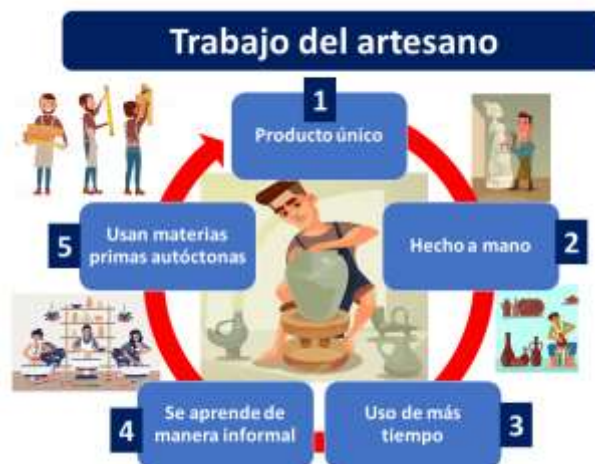 Trabajo del artesano
1
Producto único
Hecho a mano
2
Uso de más
tiempo
3
Se aprende de
manera informal
4
Usan materias
primas autóctonas
5